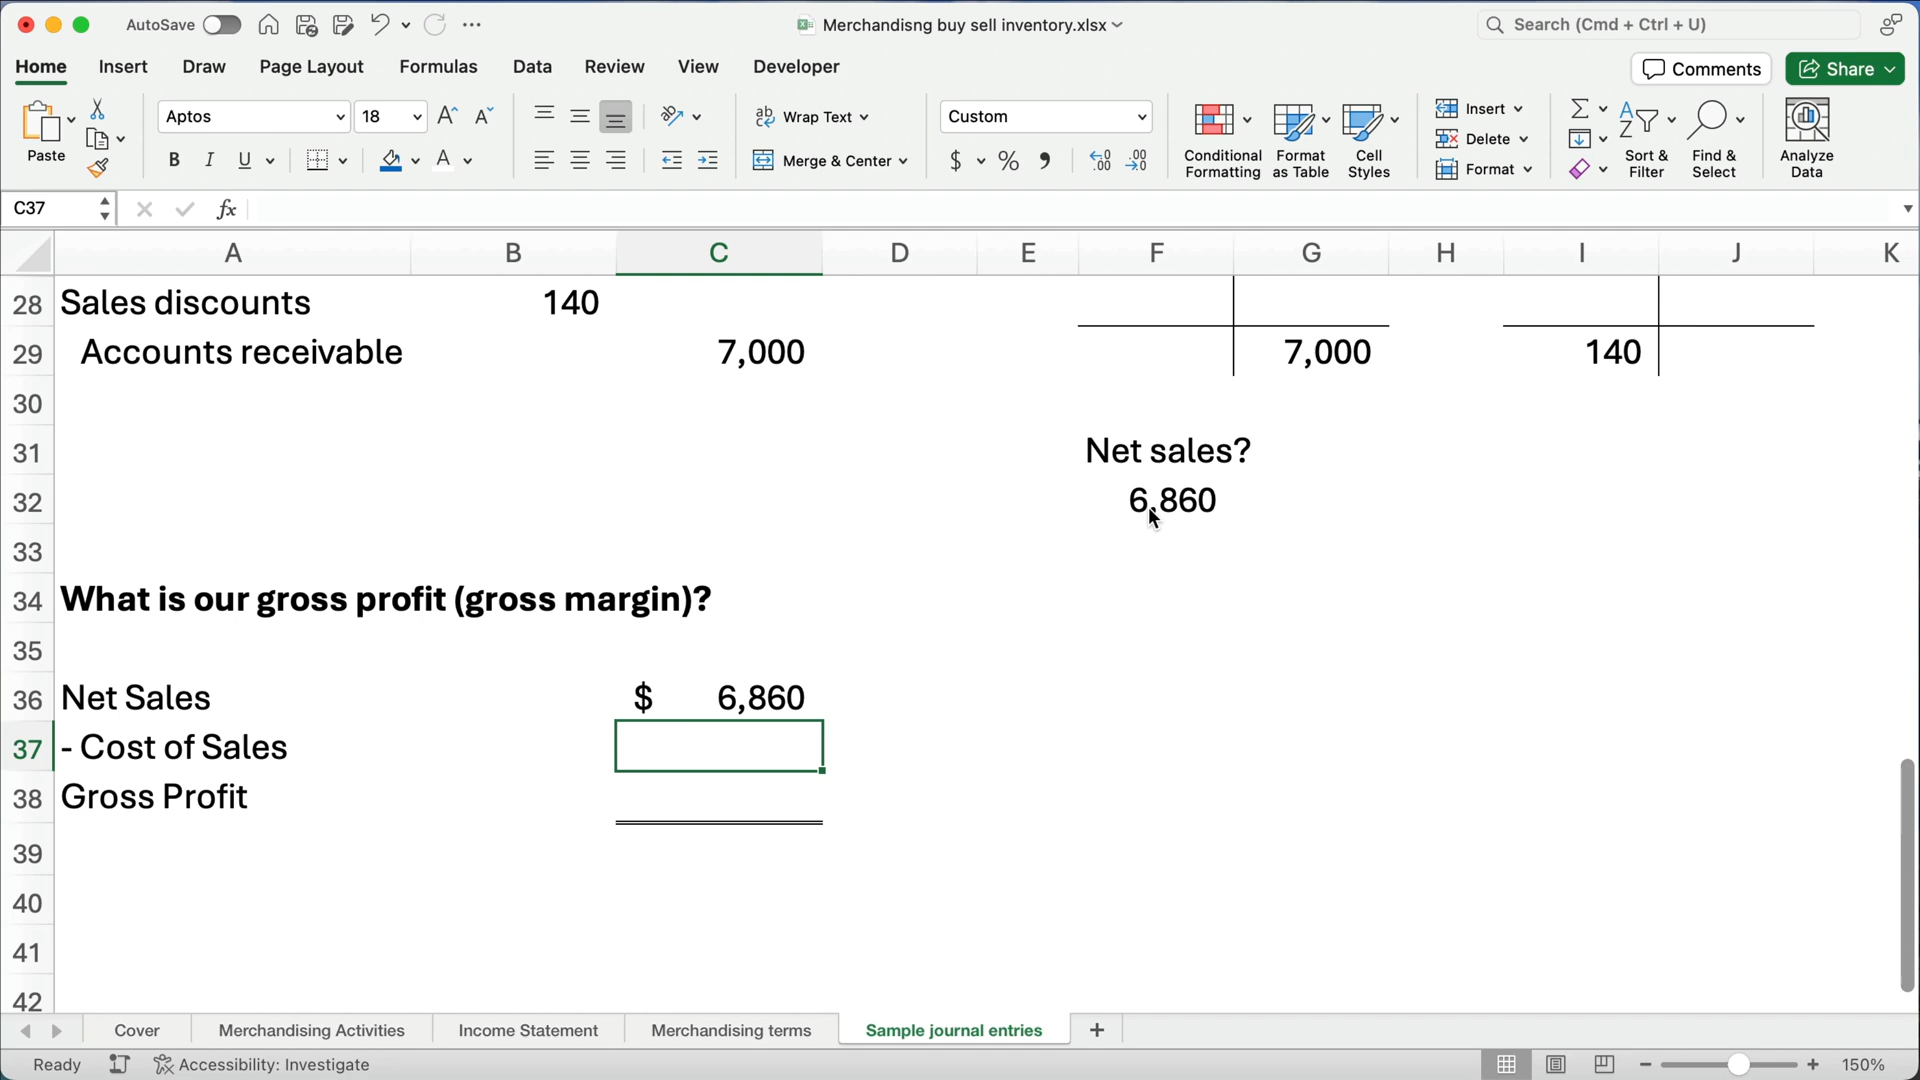 AutoSave
Merchandisng buy sell inventory.xlsx
Search (Cmd + Ctrl + U)
Home Insert Draw Page Layout Formulas Data Review View Developer
Comments Share
Paste
Aptos 18
B I U A
Wrap Text
Merge & Center
Custom
$ % ,
Conditional Formatting
Format as Table
Cell Styles
Insert
Delete
Format
Sort & Filter
Find & Select
Analyze Data
C37 fx
A B C D E F G H I J K
28 Sales discounts 140
29 Accounts receivable 7,000 7,000 140
30
31 Net sales?
32 6,860
33
34 What is our gross profit (gross margin)?
35
36 Net Sales $ 6,860
37 - Cost of Sales
38 Gross Profit
39
40
41
42
Cover Merchandising Activities Income Statement Merchandising terms Sample journal entries +
Ready Accessibility: Investigate 150%